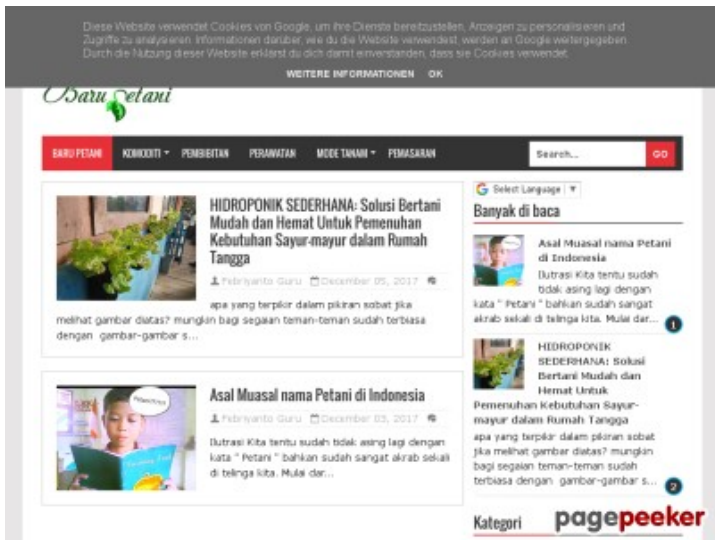 Diese Website verwendet Cookies von Google, um ihre Dienste bereitzustellen, Anzeigen zu personalisieren und
Zugriffe zu analysieren. Informationen darüber, wie du die Website verwendest, werden an Google weitergegeben.
Durch die Nutzung dieser Website erklärst du dich damit einverstanden, dass sie Cookies verwendet.
WEITERE INFORMATIONEN OK
Baru Petani
BARU PETANI KOMODITI PEMBIBITAN PERAWATAN MODE TANAM PEMASARAN Search... GO
HIDROPONIK SEDERHANA: Solusi Bertani
Mudah dan Hemat Untuk Pemenuhan
Kebutuhan Sayur-mayur dalam Rumah
Tangga
Febriyanto Guru December 05, 2017
apa yang terpikir dalam pikiran sobat jika
melihat gambar diatas? mungkin bagi segaian teman-teman sudah terbiasa
dengan gambar-gambar s...
Asal Muasal nama Petani di Indonesia
Febriyanto Guru December 03, 2017
Ilutrasi Kita tentu sudah tidak asing lagi dengan
kata " Petani " bahkan sudah sangat akrab sekali
di telinga kita. Mulai dar...
Select Language ▼
Banyak di baca
Asal Muasal nama Petani
di Indonesia
Ilutrasi Kita tentu sudah
tidak asing lagi dengan
kata " Petani " bahkan sudah sangat
akrab sekali di telinga kita. Mulai dar...
1
HIDROPONIK
SEDERHANA: Solusi
Bertani Mudah dan
Hemat Untuk
Pemenuhan Kebutuhan Sayur-
mayur dalam Rumah Tangga
apa yang terpikir dalam pikiran sobat
jika melihat gambar diatas? mungkin
bagi segaian teman-teman sudah
terbiasa dengan gambar-gambar s...
2
Kategori
pagepeeker